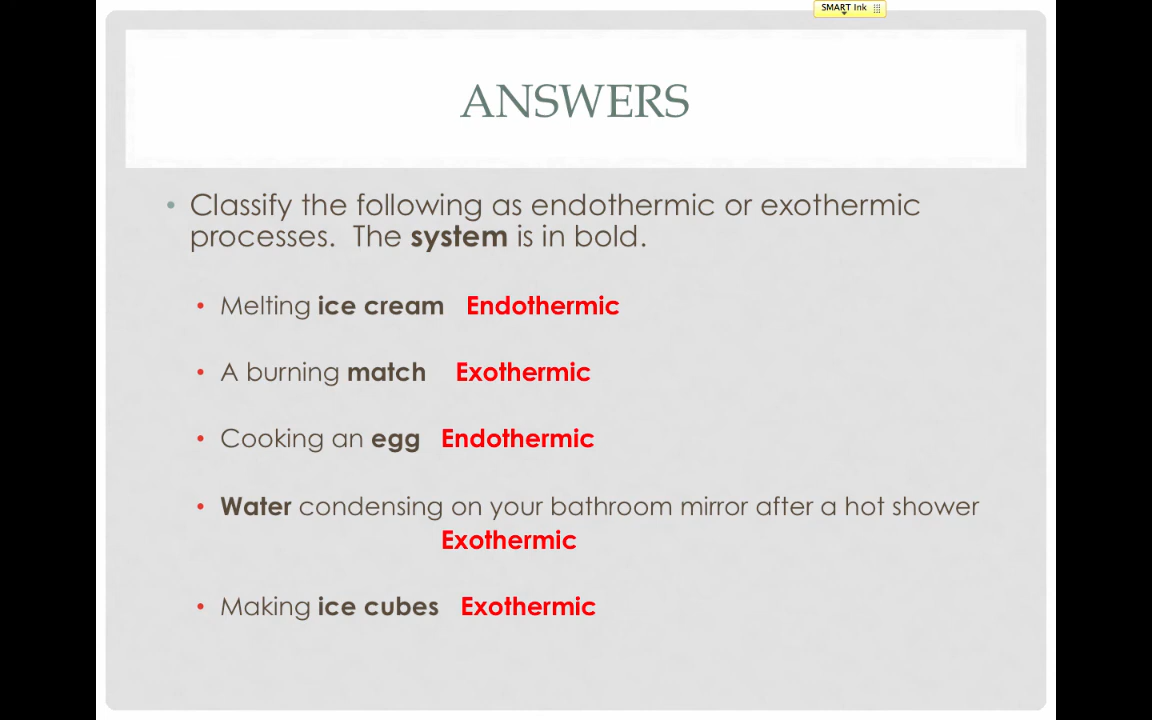 SMART Ink
ANSWERS
• Classify the following as endothermic or exothermic
processes. The system is in bold.
• Melting ice cream Endothermic
• A burning match Exothermic
• Cooking an egg Endothermic
• Water condensing on your bathroom mirror after a hot shower
Exothermic
• Making ice cubes Exothermic